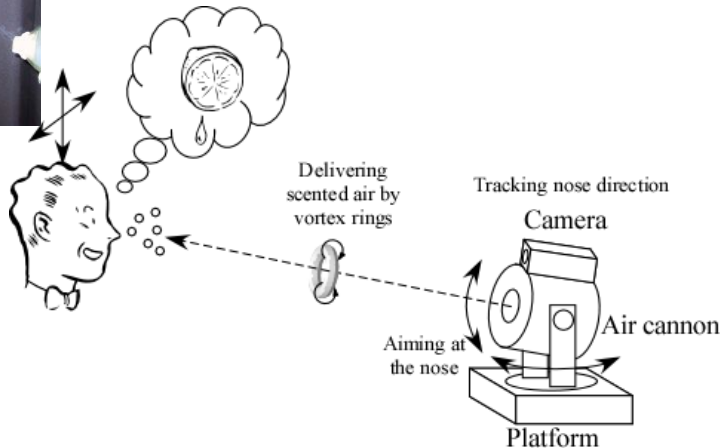 Delivering
scented air by
vortex rings
Tracking nose direction
Camera
Air cannon
Aiming at
the nose
Platform